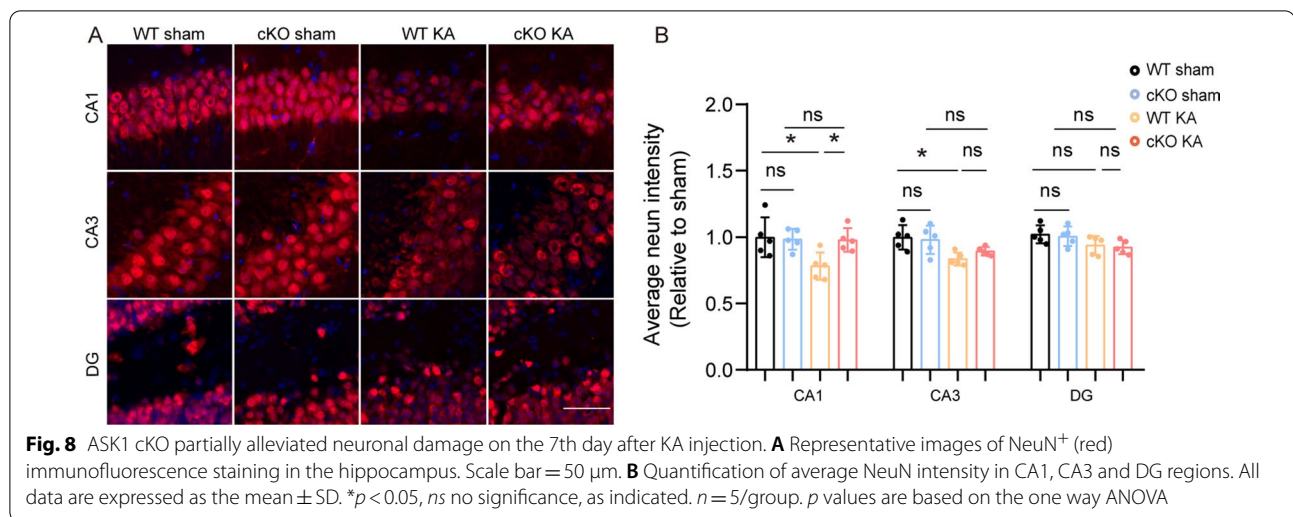 A
WT sham cKO sham WT KA cKO KA
CA1
CA3
DG
B
WT sham
cKO sham
WT KA
cKO KA
Average neun intensity
(Relative to sham)
2.0
1.5
1.0
0.5
0.0
ns
* *
ns
ns
* ns
ns
ns
ns ns
ns
CA1 CA3 DG
Fig. 8 ASK1 cKO partially alleviated neuronal damage on the 7th day after KA injection. A Representative images of NeuN+ (red)
immunofluorescence staining in the hippocampus. Scale bar = 50 μm. B Quantification of average NeuN intensity in CA1, CA3 and DG regions. All
data are expressed as the mean ± SD. *p < 0.05, ns no significance, as indicated. n = 5/group. p values are based on the one way ANOVA